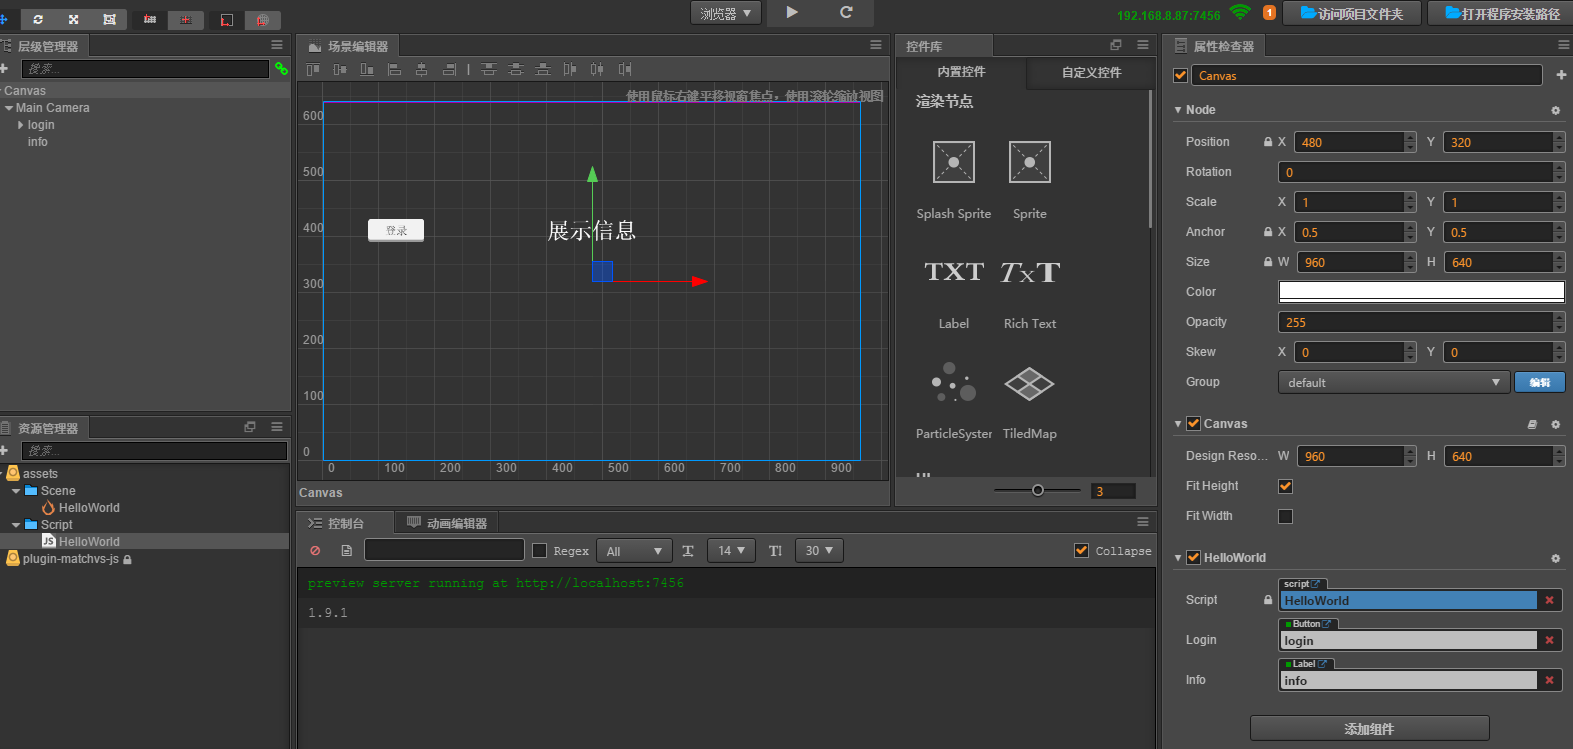 浏览器
192.168.8.87:7456
1
访问项目文件夹
打开程序安装路径
层级管理器
搜索...
Canvas
Main Camera
login
info
场景编辑器
使用鼠标右键平移视窗焦点，使用滚轮缩放视图
600
500
400
300
200
100
0
0
100
200
300
400
500
600
700
800
900
登录
展示信息
Canvas
控件库
内置控件
自定义控件
渲染节点
Splash Sprite
Sprite
TXT
TXT
Label
Rich Text
ParticleSyster
TiledMap
3
资源管理器
搜索...
assets
Scene
HelloWorld
Script
JS HelloWorld
plugin-matchvs-js
控制台
动画编辑器
Regex
All
14
30
Collapse
preview server running at http://localhost:7456
1.9.1
属性检查器
Canvas
Node
Position X 480 Y 320
Rotation 0
Scale X 1 Y 1
Anchor X 0.5 Y 0.5
Size W 960 H 640
Color
Opacity 255
Skew X 0 Y 0
Group default 编辑
Canvas
Design Reso... W 960 H 640
Fit Height
Fit Width
HelloWorld
script
Script HelloWorld
Button
Login login
Label
Info info
添加组件